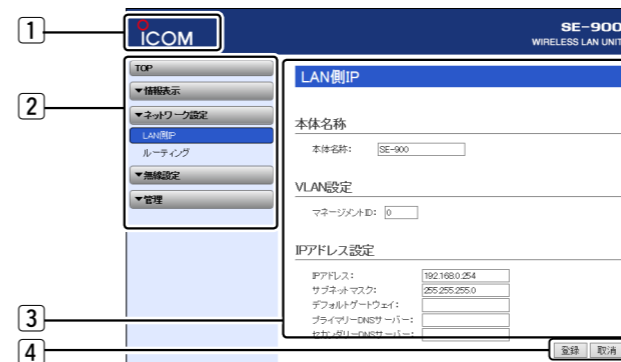 1
ICOM
SE-900
WIRELESS LAN UNIT
2
TOP
▼情報表示
▼ネットワーク設定
LAN側IP
ルーティング
▼無線設定
▼管理
LAN側IP
本体名称
本体名称: SE-900
VLAN設定
マネージメントID: 0
IPアドレス設定
IPアドレス: 192.168.0.254
サブネットマスク: 255.255.255.0
デフォルトゲートウェイ:
プライマリーDNSサーバー:
セカンダリーDNSサーバー:
3
4
登録 取消